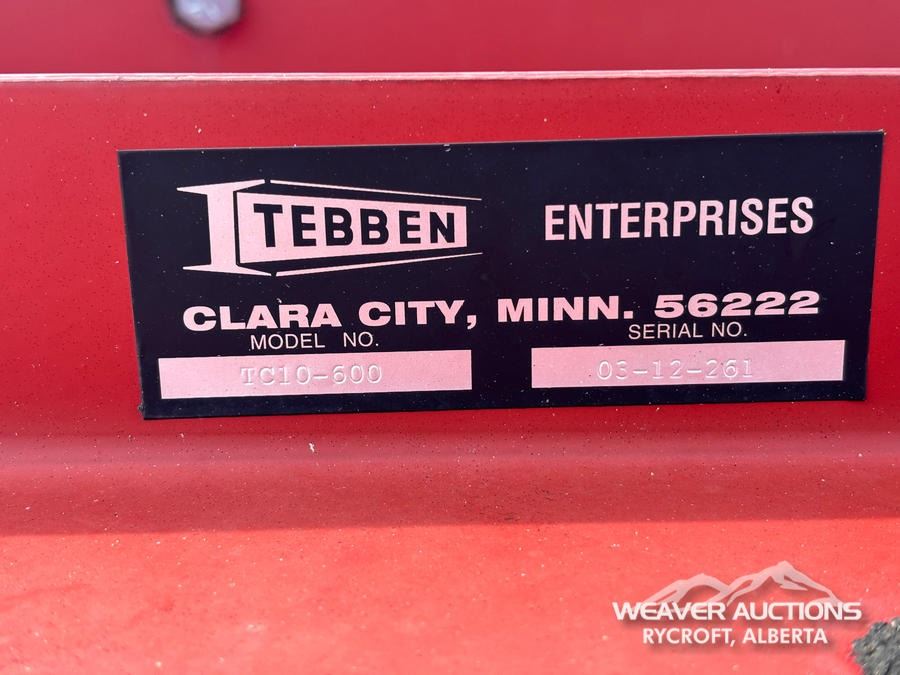 TEBBEN ENTERPRISES
CLARA CITY, MINN. 56222
MODEL NO. SERIAL NO.
TC10-600 03-12-261
WEAVER AUCTIONS
RYCROFT, ALBERTA